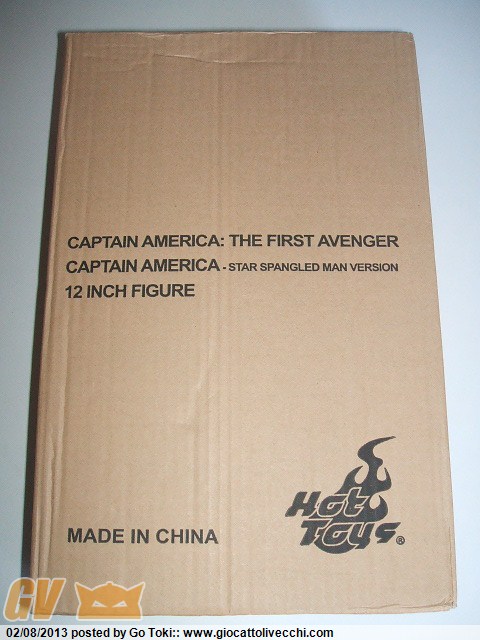 CAPTAIN AMERICA: THE FIRST AVENGER
CAPTAIN AMERICA - STAR SPANGLED MAN VERSION
12 INCH FIGURE
Hot
Toys®
MADE IN CHINA
GV
02/08/2013 posted by Go Toki:: www.giocattolivecchi.com